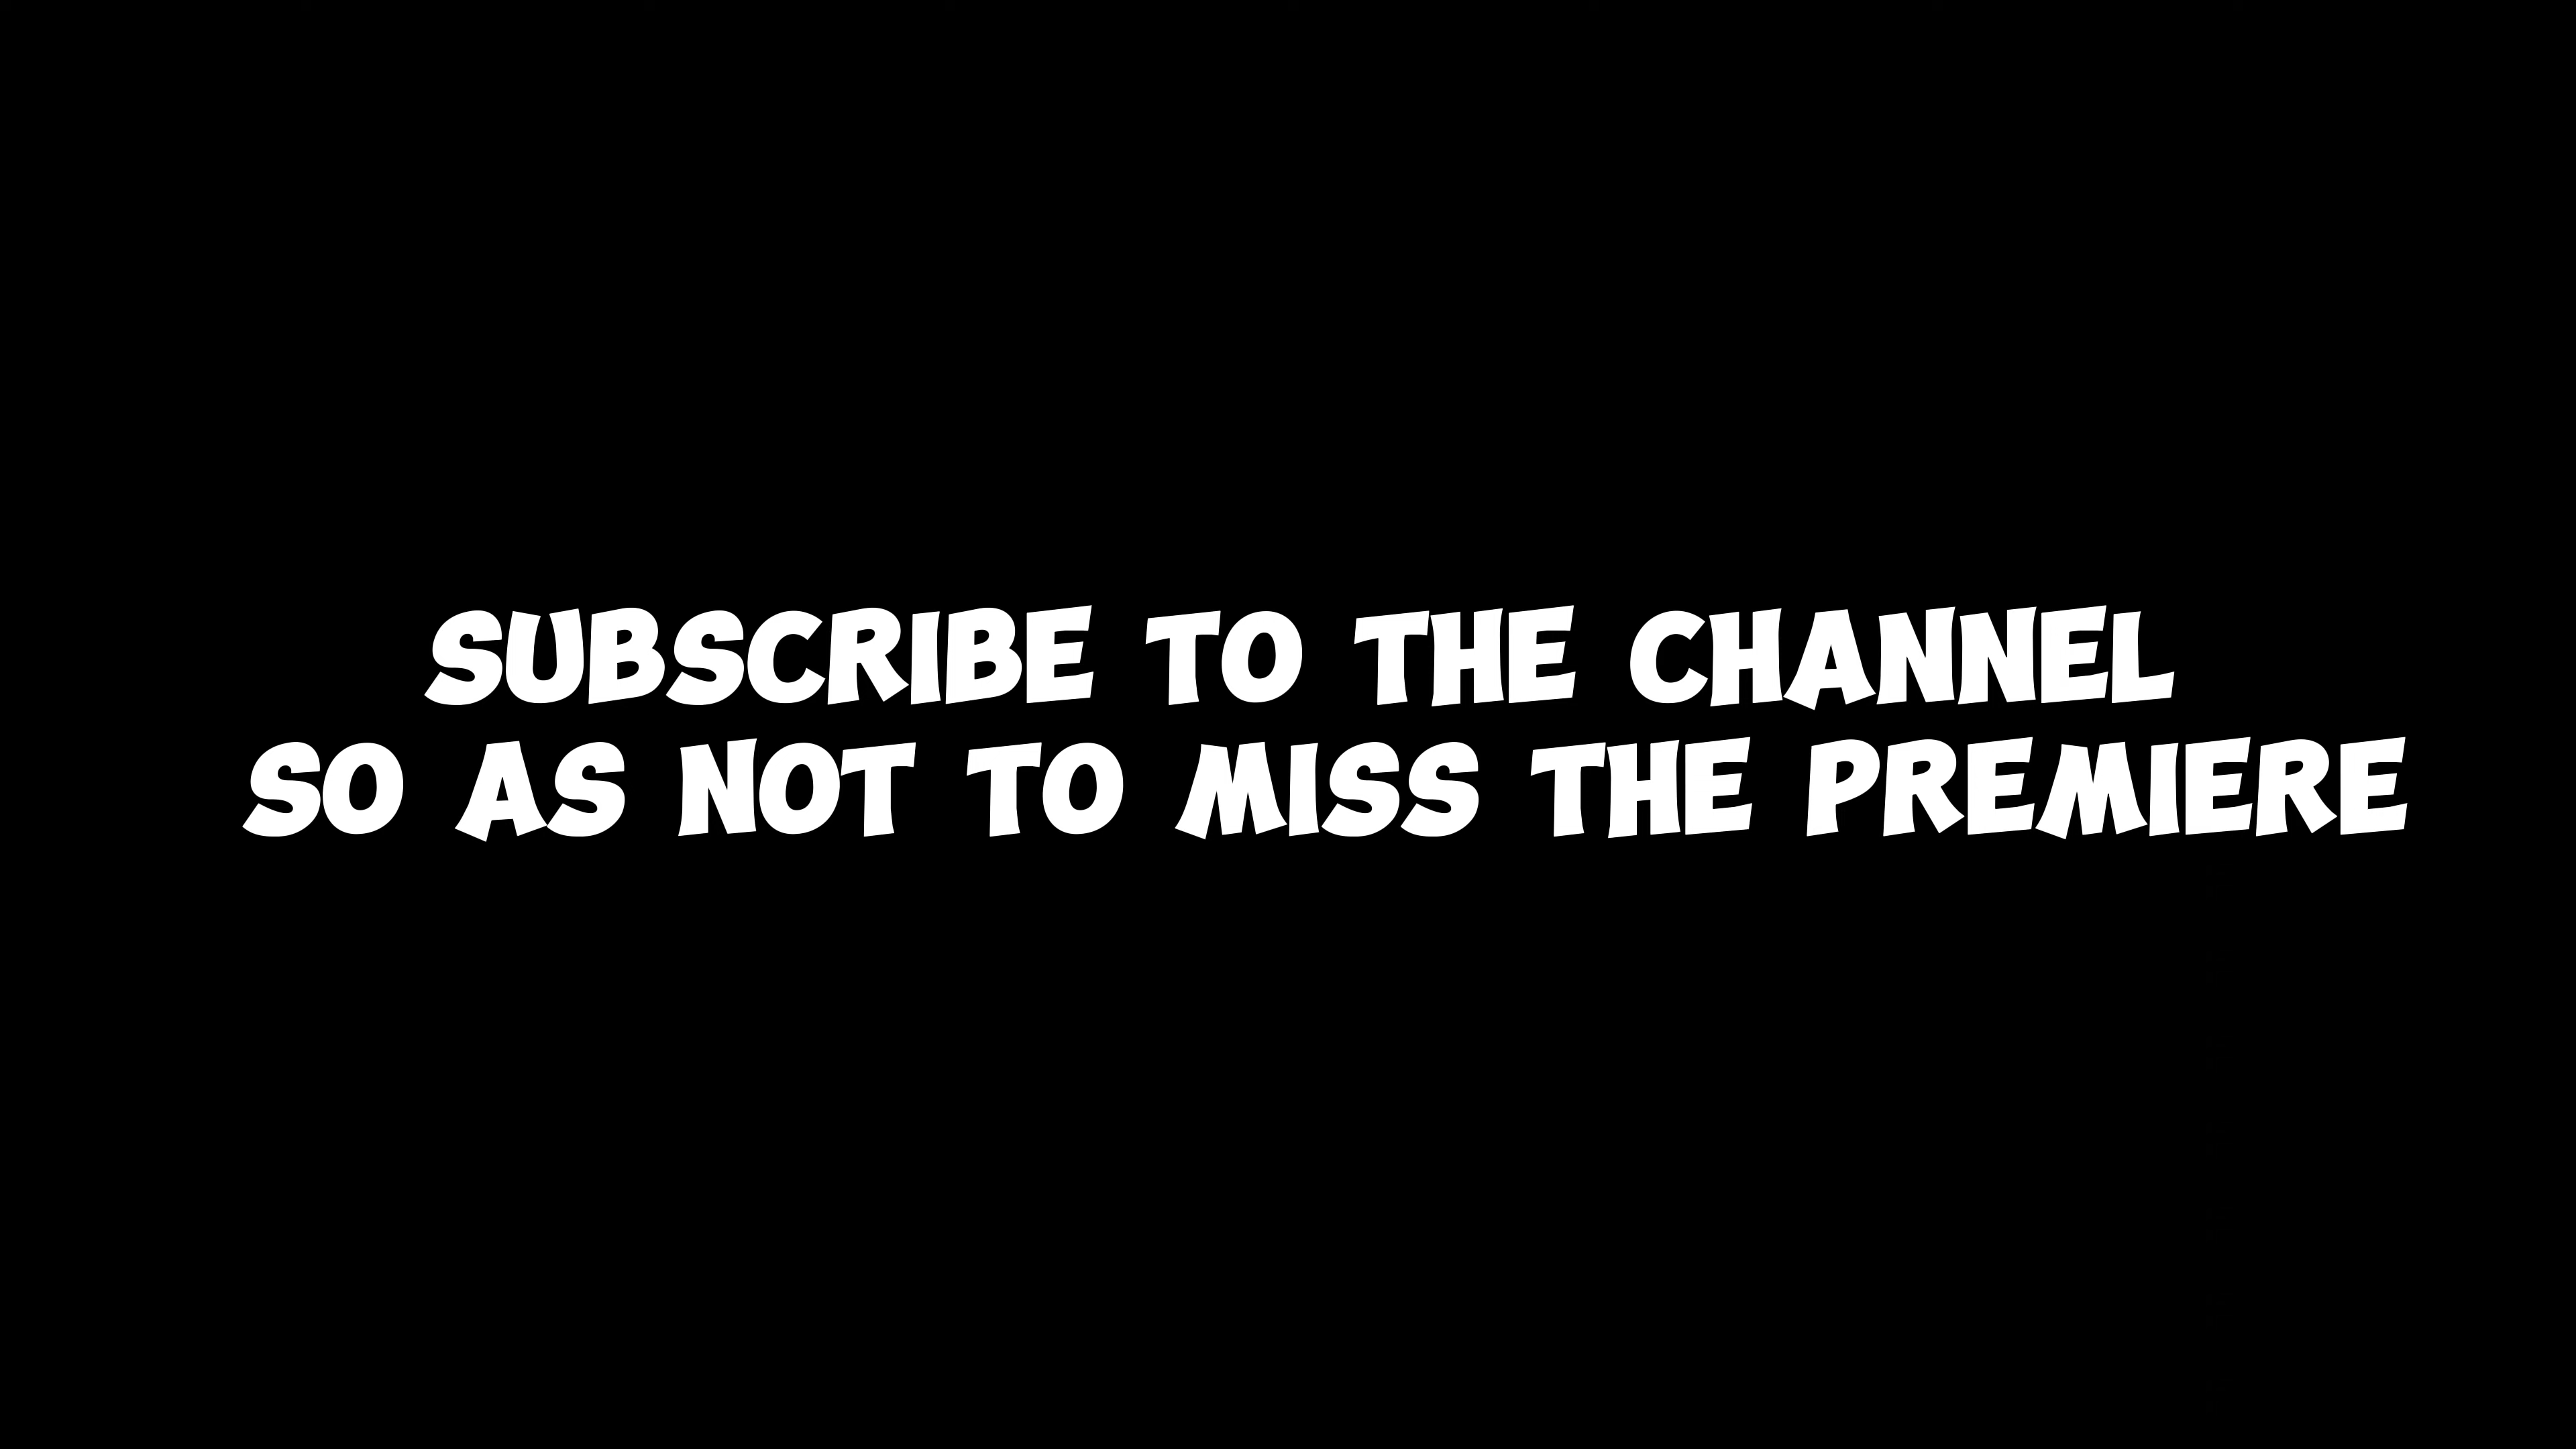 SUBSCRIBE TO THE CHANNEL
SO AS NOT TO MISS THE PREMIERE